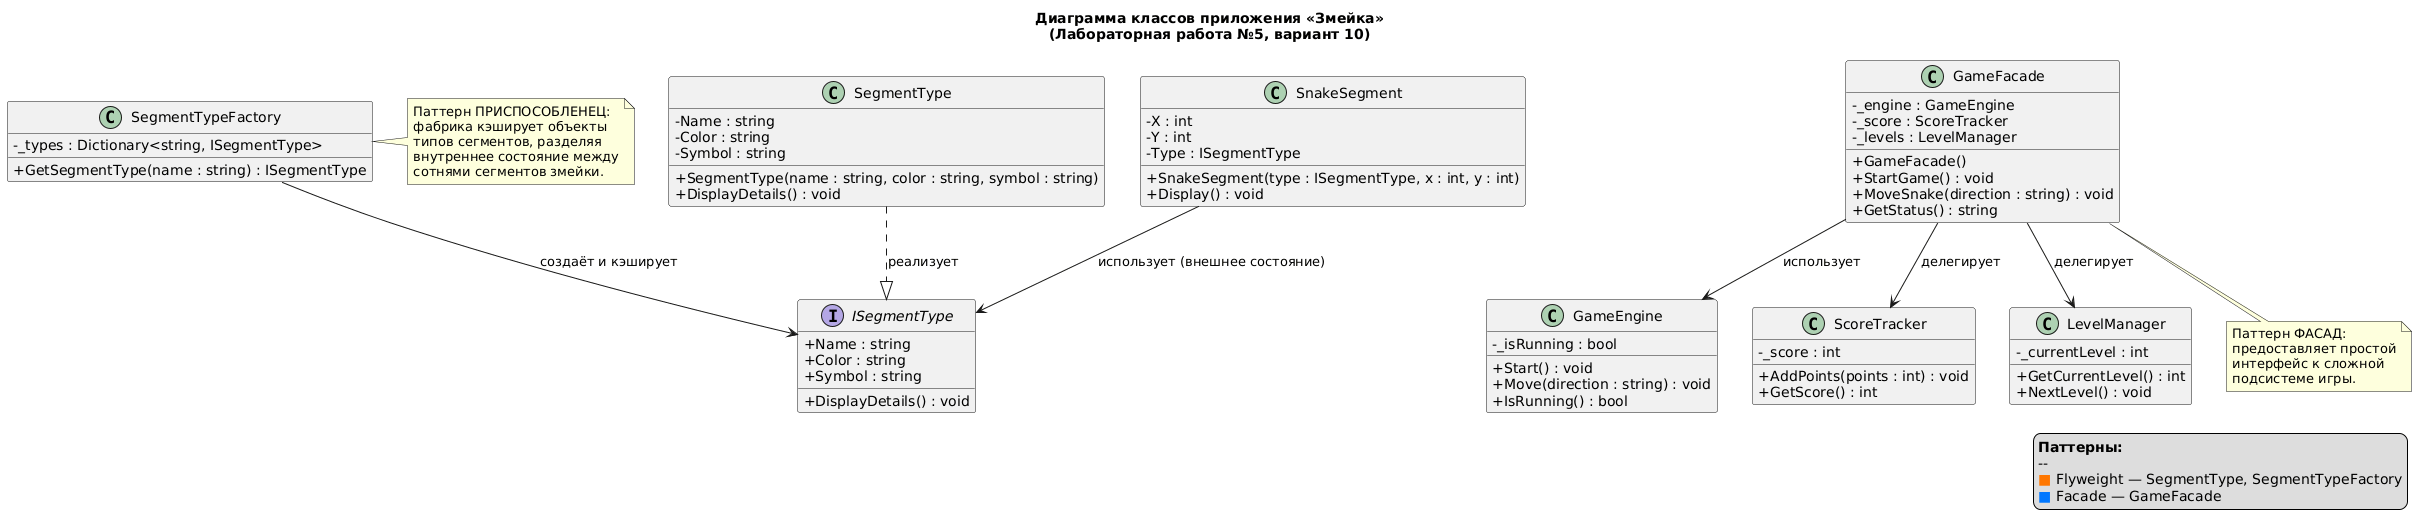 Диаграмма классов приложения «Змейка»
(Лабораторная работа №5, вариант 10)
C SegmentTypeFactory
-_types : Dictionary<string, ISegmentType>
+GetSegmentType(name : string) : ISegmentType
Паттерн ПРИСПОСОБЛЕНЕЦ:
фабрика кэширует объекты
типов сегментов, разделяя
внутреннее состояние между
сотнями сегментов змейки.
C SegmentType
-Name : string
-Color : string
-Symbol : string
+SegmentType(name : string, color : string, symbol : string)
+DisplayDetails() : void
C SnakeSegment
-X : int
-Y : int
-Type : ISegmentType
+SnakeSegment(type : ISegmentType, x : int, y : int)
+Display() : void
C GameFacade
-_engine : GameEngine
-_score : ScoreTracker
-_levels : LevelManager
+GameFacade()
+StartGame() : void
+MoveSnake(direction : string) : void
+GetStatus() : string
создаёт и кэширует
реализует
использует (внешнее состояние)
использует
делегирует
делегирует
I ISegmentType
+Name : string
+Color : string
+Symbol : string
+DisplayDetails() : void
C GameEngine
-_isRunning : bool
+Start() : void
+Move(direction : string) : void
+IsRunning() : bool
C ScoreTracker
-_score : int
+AddPoints(points : int) : void
+GetScore() : int
C LevelManager
-_currentLevel : int
+GetCurrentLevel() : int
+NextLevel() : void
Паттерн ФАСАД:
предоставляет простой
интерфейс к сложной
подсистеме игры.
Паттерны:
--
■ Flyweight — SegmentType, SegmentTypeFactory
■ Facade — GameFacade